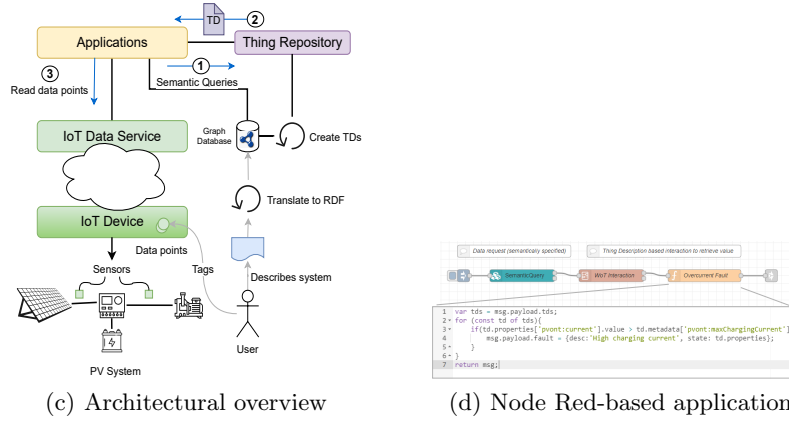 TD
2
Applications
Thing Repository
1
3
Read data points
Semantic Queries
IoT Data Service
Graph
Database
Create TDs
Translate to RDF
IoT Device
Data points
Sensors
Tags
Describes system
User
PV System
(c) Architectural overview
Data request (semantically specified)
Thing Description based interaction to retrieve value
SemanticQuery
WoT Interaction
Overcurrent Fault
1 var tds = msg.payload.tds;
2 for (const td of tds){
3 if(td.properties['pvont:current'].value > td.metadata['pvont:maxChargingCurrent']
4 msg.payload.fault = {desc:'High charging current', state: td.properties};
5 }
6 }
7 return msg;
(d) Node Red-based application